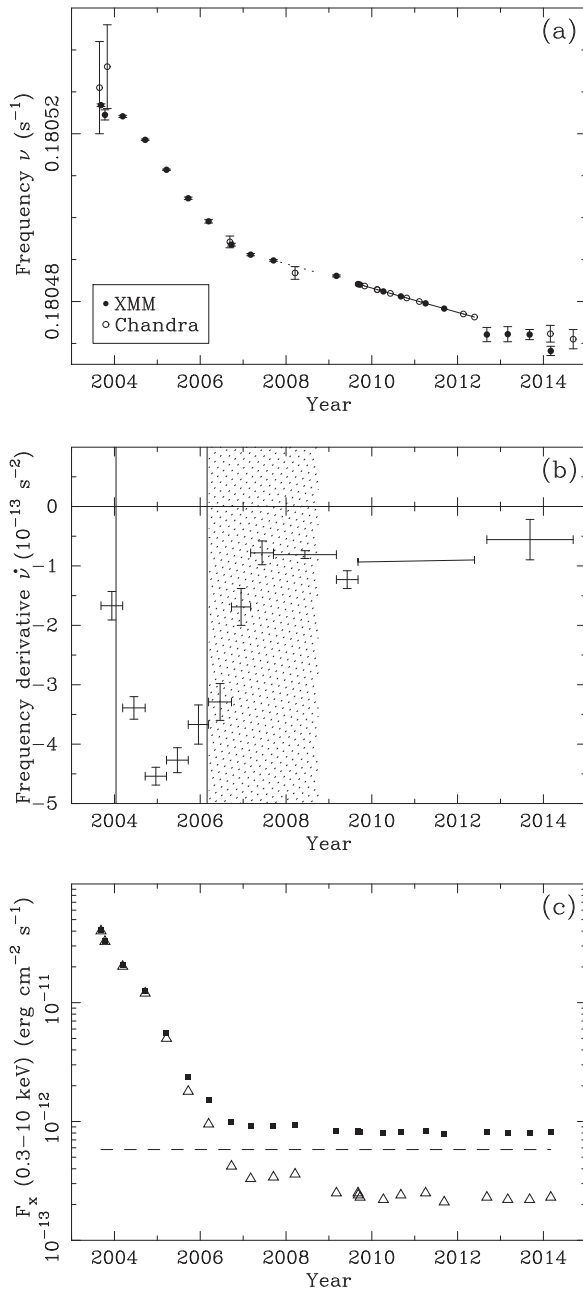 (a)
Frequency ν (s⁻¹)
0.18052
0.18048
XMM
Chandra
2004 2006 2008 2010 2012 2014
Year
(b)
Frequency derivative ν̇ (10⁻¹³ s⁻²)
0
−1
−2
−3
−4
−5
2004 2006 2008 2010 2012 2014
Year
(c)
Fₓ (0.3−10 keV) (erg cm⁻² s⁻¹)
10⁻¹¹
10⁻¹²
10⁻¹³
2004 2006 2008 2010 2012 2014
Year